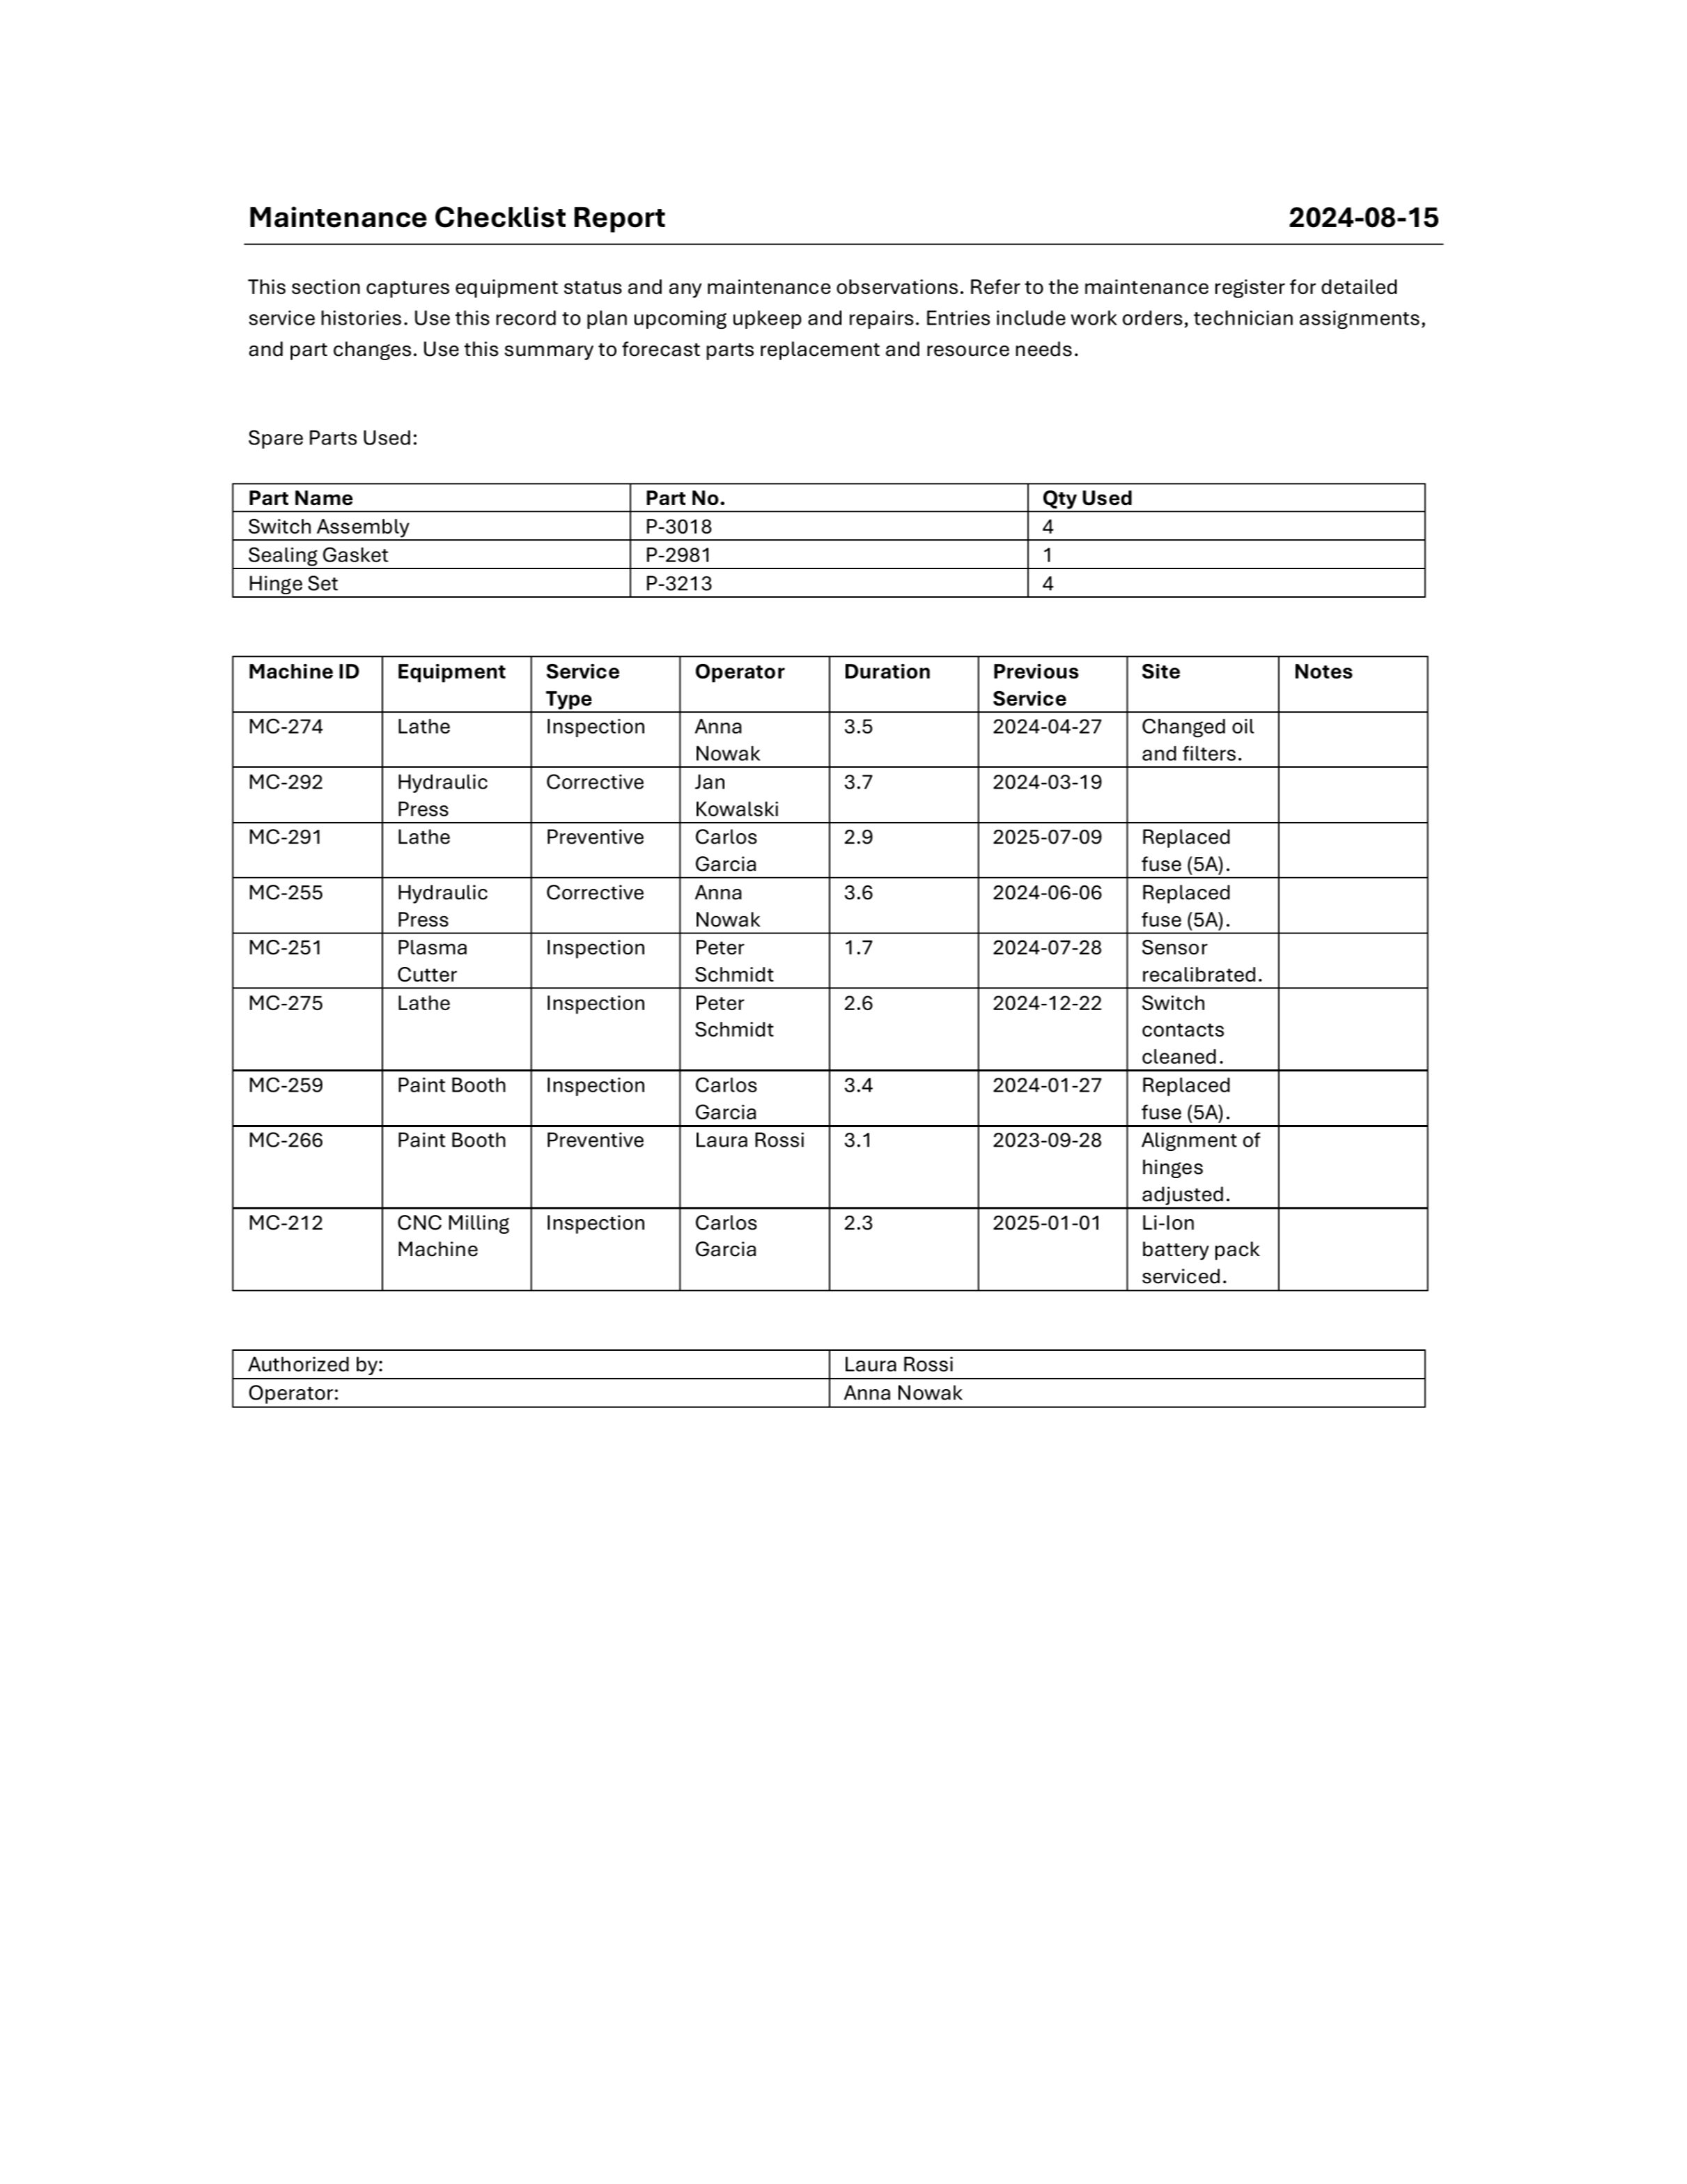 Maintenance Checklist Report 2024-08-15
This section captures equipment status and any maintenance observations. Refer to the maintenance register for detailed
service histories. Use this record to plan upcoming upkeep and repairs. Entries include work orders, technician assignments,
and part changes. Use this summary to forecast parts replacement and resource needs.
Spare Parts Used:
Part Name Part No. Qty Used
Switch Assembly P-3018 4
Sealing Gasket P-2981 1
Hinge Set P-3213 4
Machine ID Equipment Service Type Operator Duration Previous Service Site Notes
MC-274 Lathe Inspection Anna Nowak 3.5 2024-04-27 Changed oil and filters.
MC-292 Hydraulic Press Corrective Jan Kowalski 3.7 2024-03-19
MC-291 Lathe Preventive Carlos Garcia 2.9 2025-07-09 Replaced fuse (5A).
MC-255 Hydraulic Press Corrective Anna Nowak 3.6 2024-06-06 Replaced fuse (5A).
MC-251 Plasma Cutter Inspection Peter Schmidt 1.7 2024-07-28 Sensor recalibrated.
MC-275 Lathe Inspection Peter Schmidt 2.6 2024-12-22 Switch contacts cleaned.
MC-259 Paint Booth Inspection Carlos Garcia 3.4 2024-01-27 Replaced fuse (5A).
MC-266 Paint Booth Preventive Laura Rossi 3.1 2023-09-28 Alignment of hinges adjusted.
MC-212 CNC Milling Machine Inspection Carlos Garcia 2.3 2025-01-01 Li-Ion battery pack serviced.
Authorized by: Laura Rossi
Operator: Anna Nowak